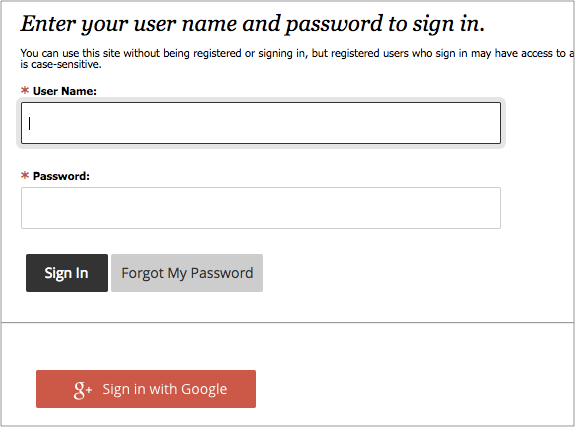 Enter your user name and password to sign in.
You can use this site without being registered or signing in, but registered users who sign in may have access to a
is case-sensitive.
* User Name:
* Password:
Sign In
Forgot My Password
g+ Sign in with Google